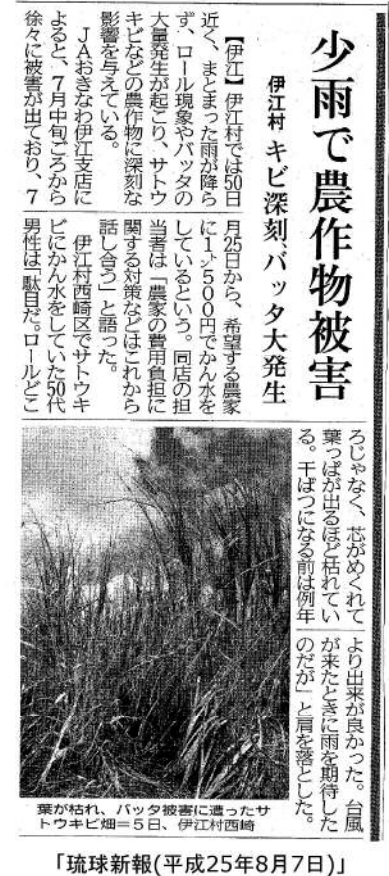 少雨で農作物被害
伊江村 キビ深刻、バッタ大発生
【伊江】伊江村では50日
近く、まとまった雨が降ら
ず、ロール現象やバッタの
大量発生が起こり、サトウ
キビなどの農作物に深刻な
影響を与えている。
JAおきなわ伊江支店に
よると、7月中旬ごろから
徐々に被害が出ており、7
月25日から、希望する農家
に1㌧500円でかん水を
しているという。同店の担
当者は「農家の費用負担に
関する対策などはこれから
話し合う」と語った。
伊江村西崎区でサトウキ
ビにかん水をしていた50代
男性は「駄目だ。ロールどこ
ろじゃなく、芯がめくれて
葉っぱが出るほど枯れてい
る。干ばつになる前は例年
より出来が良かった。台風
が来たときに雨を期待した
のだが」と肩を落とした。
葉が枯れ、バッタ被害に遭ったサ
トウキビ畑＝5日、伊江村西崎
「琉球新報(平成25年8月7日)」